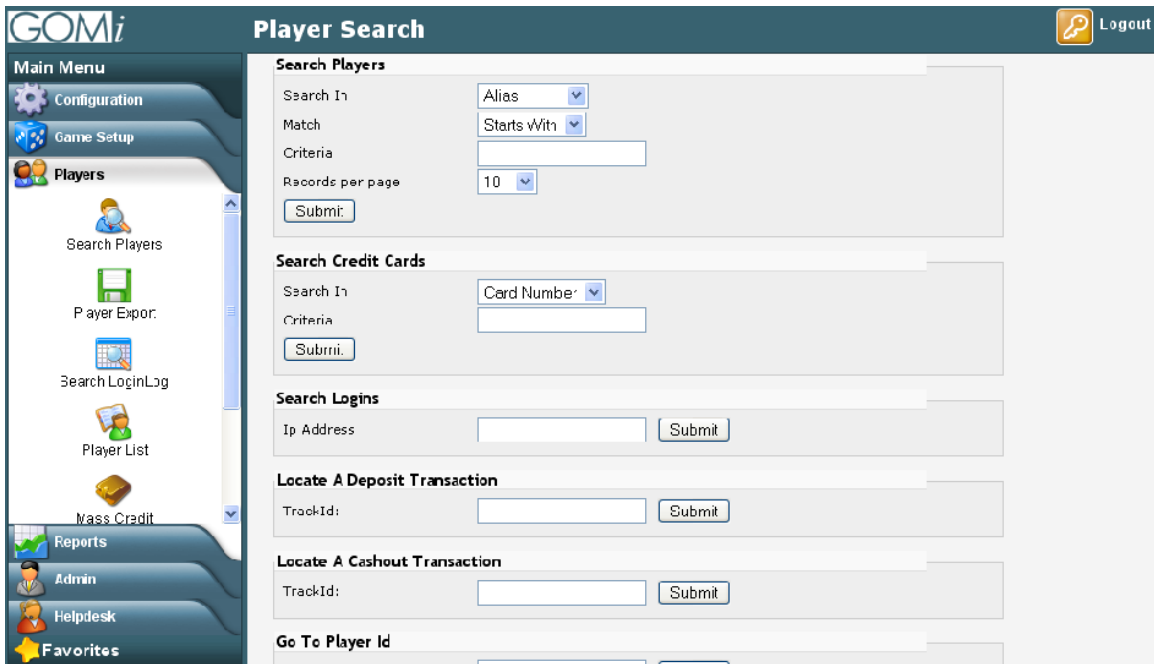 GOMi
Player Search
Logout
Main Menu
Configuration
Game Setup
Players
Search Players
Player Export
Search LoginLog
Player List
Mass Credit
Reports
Admin
Helpdesk
Favorites
Search Players
Search In
Alias
Match
Starts With
Criteria
Records per page
10
Submit
Search Credit Cards
Search In
Card Number
Criteria
Submit
Search Logins
Ip Address
Submit
Locate A Deposit Transaction
TrackId:
Submit
Locate A Cashout Transaction
TrackId:
Submit
Go To Player Id